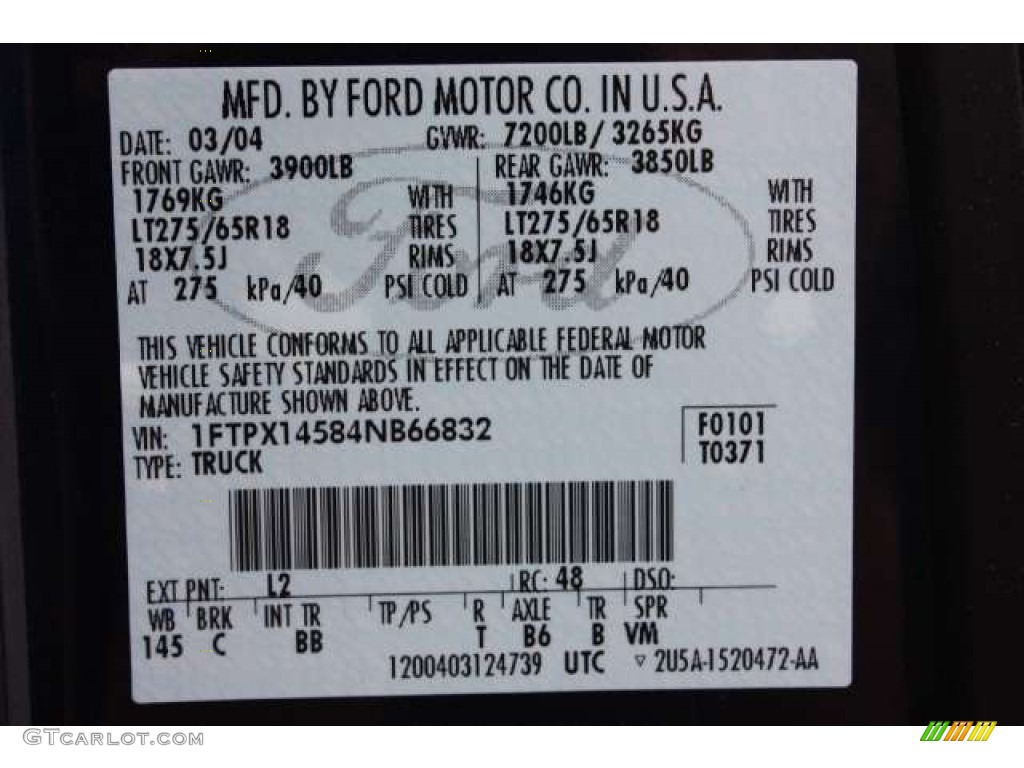 MFD. BY FORD MOTOR CO. IN U.S.A.
DATE: 03/04 GVWR: 7200LB/ 3265KG
FRONT GAWR: 3900LB REAR GAWR: 3850LB
1769KG WITH 1746KG WITH
LT275/65R18 TIRES LT275/65R18 TIRES
18X7.5J RIMS 18X7.5J RIMS
AT 275 kPa/40 PSI COLD AT 275 kPa/40 PSI COLD
Ford
THIS VEHICLE CONFORMS TO ALL APPLICABLE FEDERAL MOTOR
VEHICLE SAFETY STANDARDS IN EFFECT ON THE DATE OF
MANUFACTURE SHOWN ABOVE.
VIN: 1FTPX14584NB66832 F0101
TYPE: TRUCK T0371
EXT PNT: L2 RC: 48 DSO:
WB BRK INT TR TP/PS R AXLE TR SPR
145 C BB T B6 B VM
1200403124739 UTC ▽ 2U5A-1520472-AA
GTCARLOT.COM